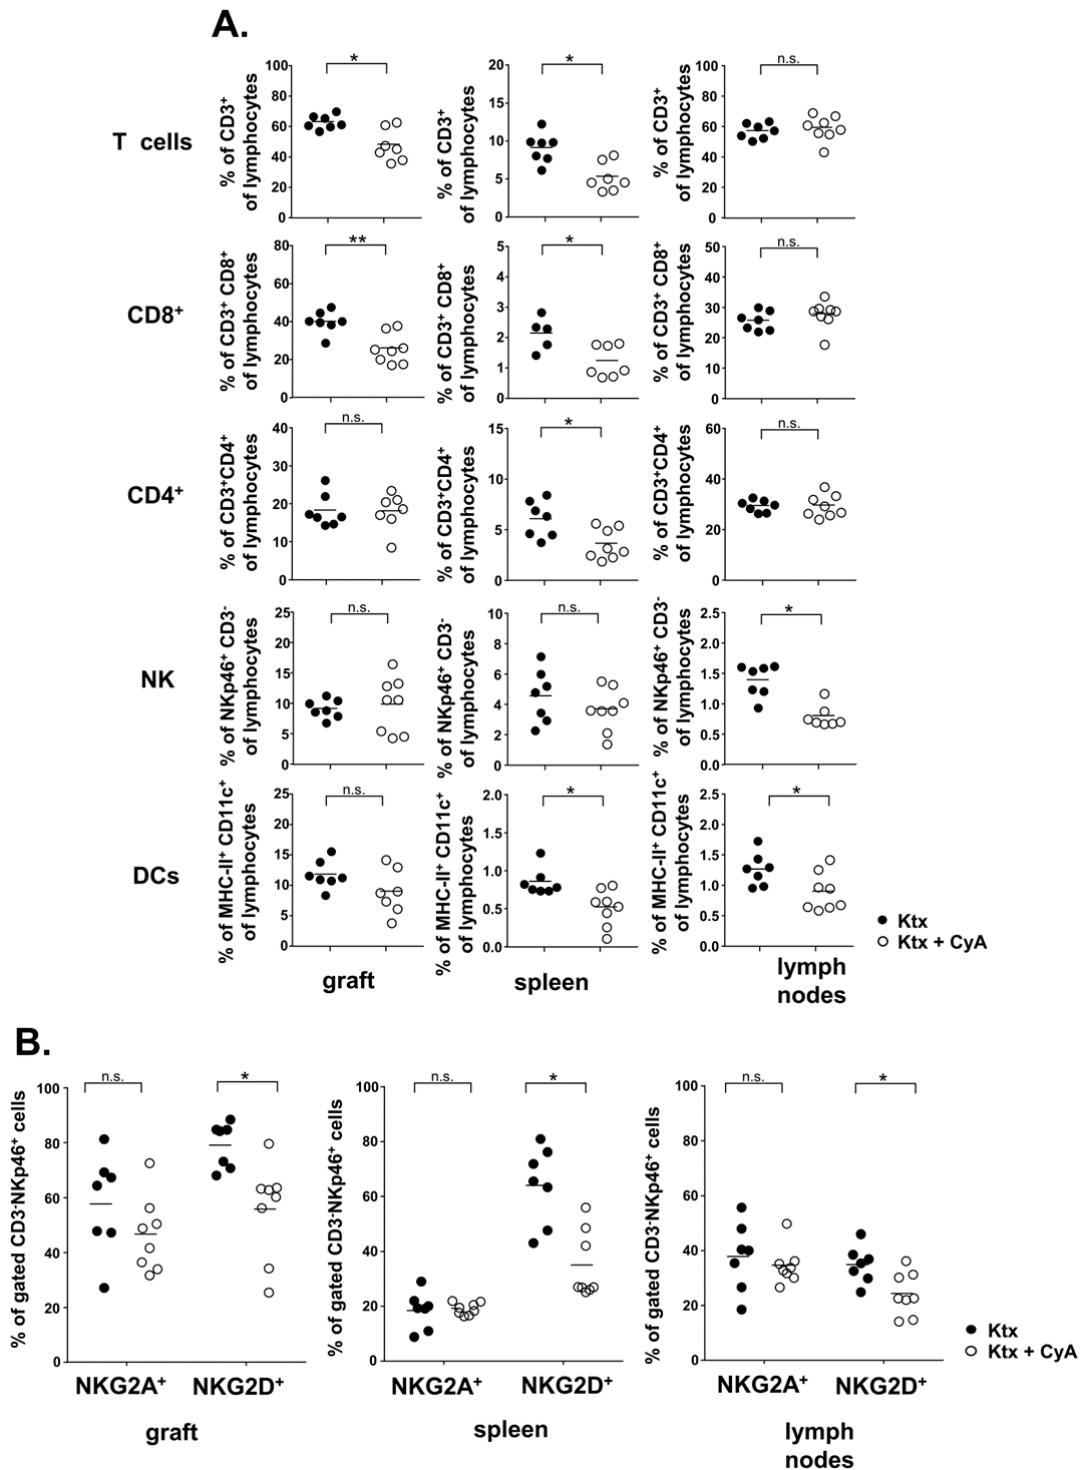 A.
T cells
% of CD3⁺
of lymphocytes
100
80
60
40
20
0
*
% of CD3⁺
of lymphocytes
20
15
10
5
0
*
% of CD3⁺
of lymphocytes
100
80
60
40
20
0
n.s.
CD8⁺
% of CD3⁺ CD8⁺
of lymphocytes
80
60
40
20
0
**
% of CD3⁺ CD8⁺
of lymphocytes
5
4
3
2
1
0
*
% of CD3⁺ CD8⁺
of lymphocytes
50
40
30
20
10
0
n.s.
CD4⁺
% of CD3⁺CD4⁺
of lymphocytes
40
30
20
10
0
n.s.
% of CD3⁺CD4⁺
of lymphocytes
15
10
5
0
*
% of CD3⁺CD4⁺
of lymphocytes
60
40
20
0
n.s.
NK
% of NKp46⁺ CD3⁻
of lymphocytes
25
20
15
10
5
0
n.s.
% of NKp46⁺ CD3⁻
of lymphocytes
10
8
6
4
2
0
n.s.
% of NKp46⁺ CD3⁻
of lymphocytes
2.5
2.0
1.5
1.0
0.5
0.0
*
DCs
% of MHC-II⁺ CD11c⁺
of lymphocytes
25
20
15
10
5
0
n.s.
% of MHC-II⁺ CD11c⁺
of lymphocytes
2.0
1.5
1.0
0.5
0.0
*
% of MHC-II⁺ CD11c⁺
of lymphocytes
2.5
2.0
1.5
1.0
0.5
0.0
*
Ktx
Ktx + CyA
graft
spleen
lymph
nodes
B.
% of gated CD3⁻NKp46⁺ cells
100
80
60
40
20
0
n.s.
*
NKG2A⁺
NKG2D⁺
graft
% of gated CD3⁻NKp46⁺ cells
100
80
60
40
20
0
n.s.
*
NKG2A⁺
NKG2D⁺
spleen
% of gated CD3⁻NKp46⁺ cells
100
80
60
40
20
0
n.s.
*
NKG2A⁺
NKG2D⁺
lymph
nodes
Ktx
Ktx + CyA